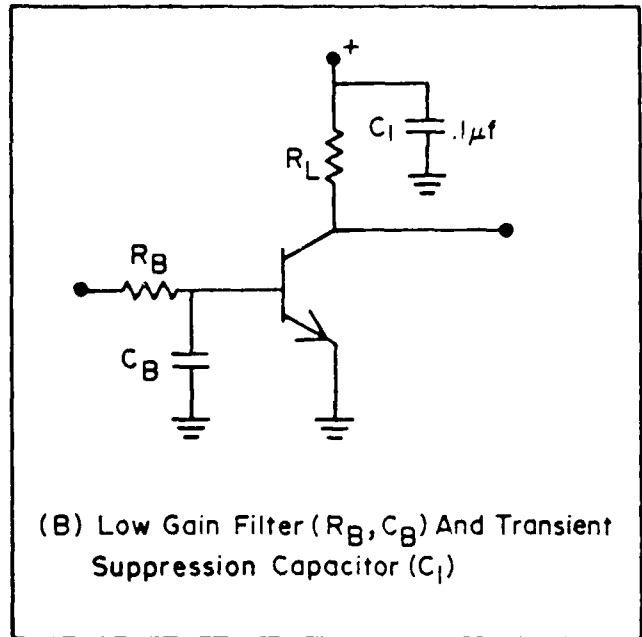 +
C1 .1µf
RL
RB
CB
(B) Low Gain Filter (RB, CB) And Transient
Suppression Capacitor (C1)